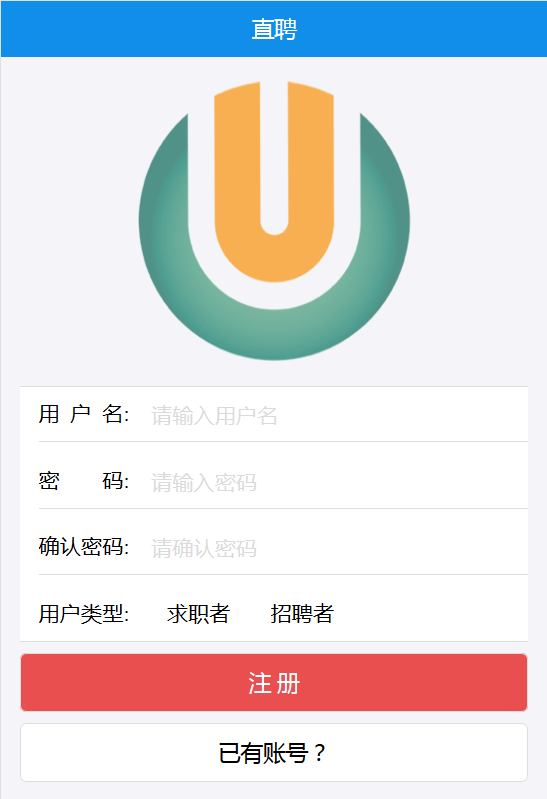 直聘
用 户 名: 请输入用户名
密 码: 请输入密码
确认密码: 请确认密码
用户类型: 求职者 招聘者
注 册
已有账号？